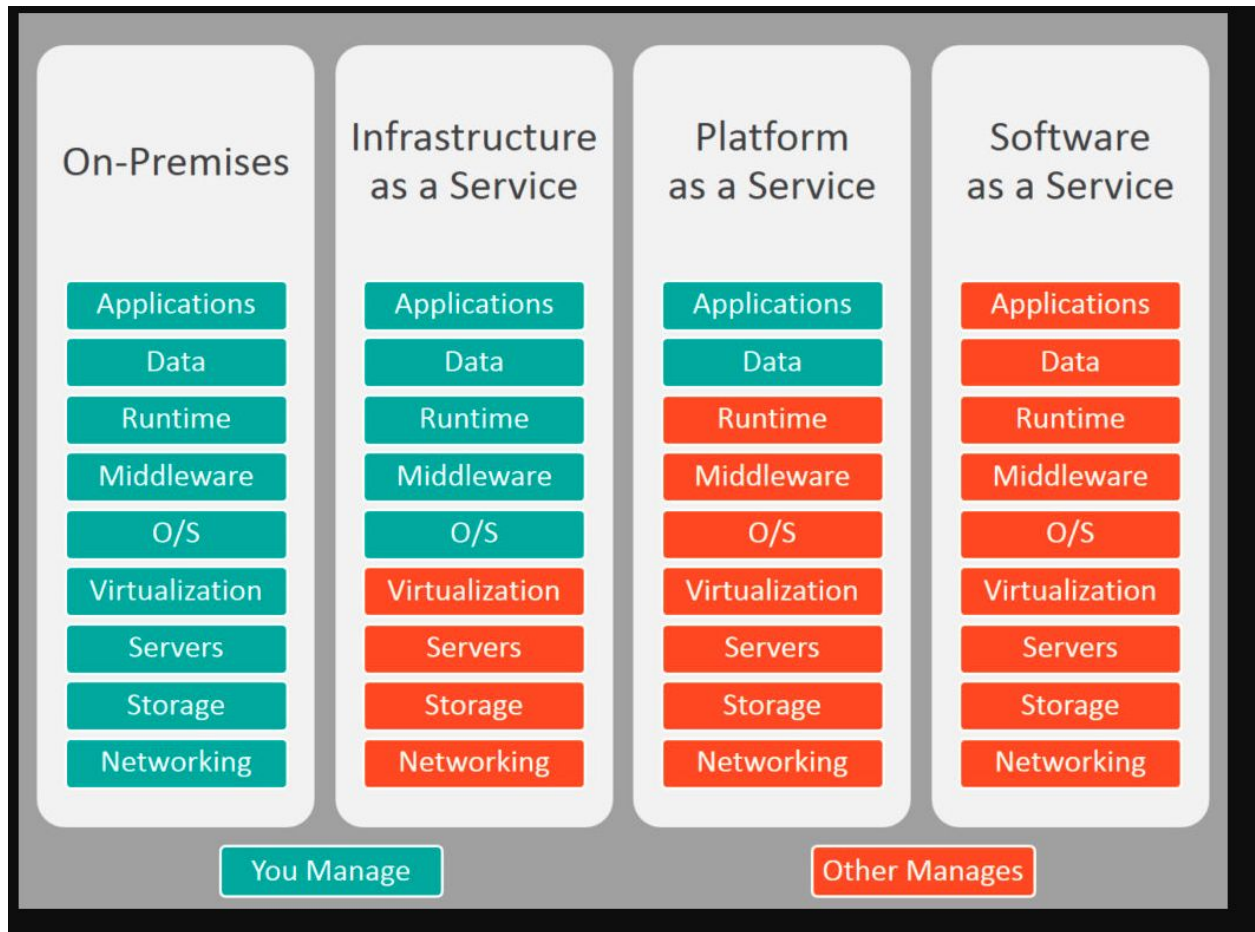 On-Premises
Infrastructure
as a Service
Platform
as a Service
Software
as a Service
Applications
Data
Runtime
Middleware
O/S
Virtualization
Servers
Storage
Networking
Applications
Data
Runtime
Middleware
O/S
Virtualization
Servers
Storage
Networking
Applications
Data
Runtime
Middleware
O/S
Virtualization
Servers
Storage
Networking
Applications
Data
Runtime
Middleware
O/S
Virtualization
Servers
Storage
Networking
You Manage
Other Manages